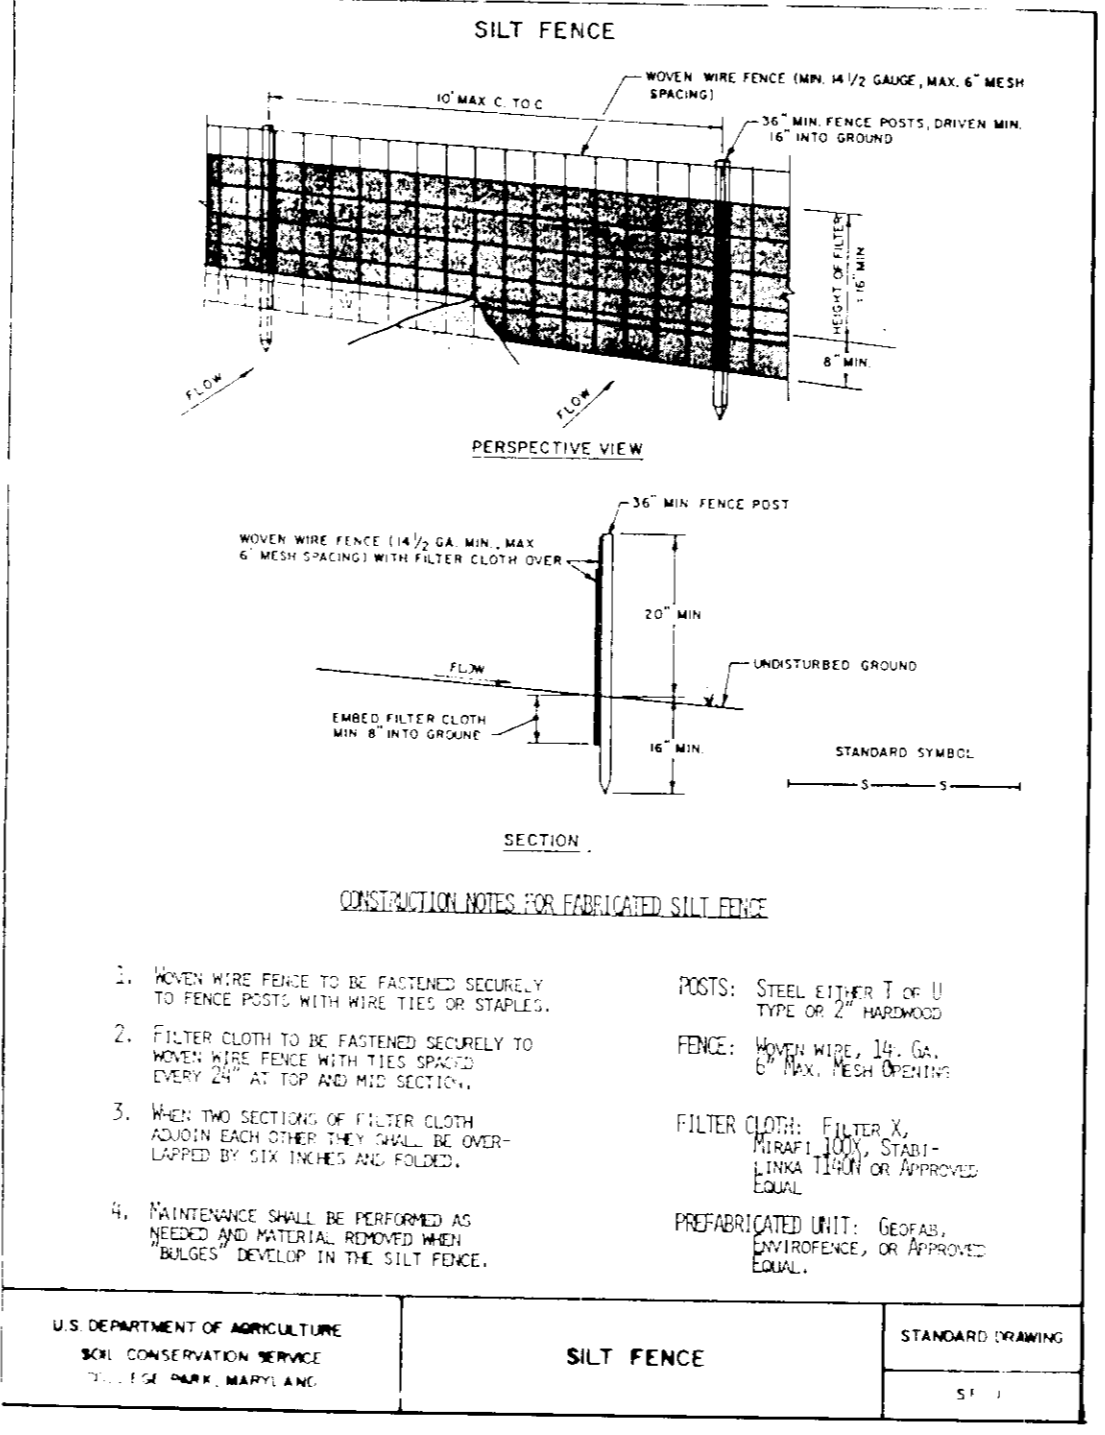 SILT FENCE
WOVEN WIRE FENCE (MIN. 14 1/2 GAUGE, MAX. 6" MESH
SPACING)
10' MAX C. TO C
36" MIN. FENCE POSTS, DRIVEN MIN.
16" INTO GROUND
HEIGHT OF FILTER
16" MIN
8" MIN.
FLOW
FLOW
PERSPECTIVE VIEW
36" MIN FENCE POST
WOVEN WIRE FENCE (14 1/2 GA. MIN., MAX
6" MESH SPACING) WITH FILTER CLOTH OVER
20" MIN
FLOW
UNDISTURBED GROUND
EMBED FILTER CLOTH
MIN 8" INTO GROUND
16" MIN.
STANDARD SYMBOL
S S
SECTION
CONSTRUCTION NOTES FOR FABRICATED SILT FENCE
1. WOVEN WIRE FENCE TO BE FASTENED SECURELY
TO FENCE POSTS WITH WIRE TIES OR STAPLES.
2. FILTER CLOTH TO BE FASTENED SECURELY TO
WOVEN WIRE FENCE WITH TIES SPACED
EVERY 24" AT TOP AND MID SECTION.
3. WHEN TWO SECTIONS OF FILTER CLOTH
ADJOIN EACH OTHER THEY SHALL BE OVER-
LAPPED BY SIX INCHES AND FOLDED.
4. MAINTENANCE SHALL BE PERFORMED AS
NEEDED AND MATERIAL REMOVED WHEN
"BULGES" DEVELOP IN THE SILT FENCE.
POSTS: STEEL EITHER T OR U
TYPE OR 2" HARDWOOD
FENCE: WOVEN WIRE, 14. GA.
6" MAX. MESH OPENING
FILTER CLOTH: FILTER X,
MIRAFI 100X, STABI-
LINKA T140N OR APPROVED
EQUAL
PREFABRICATED UNIT: GEOFAB,
ENVIROFENCE, OR APPROVED
EQUAL.
U.S. DEPARTMENT OF AGRICULTURE
SOIL CONSERVATION SERVICE
COLLEGE PARK, MARYLAND
SILT FENCE
STANDARD DRAWING